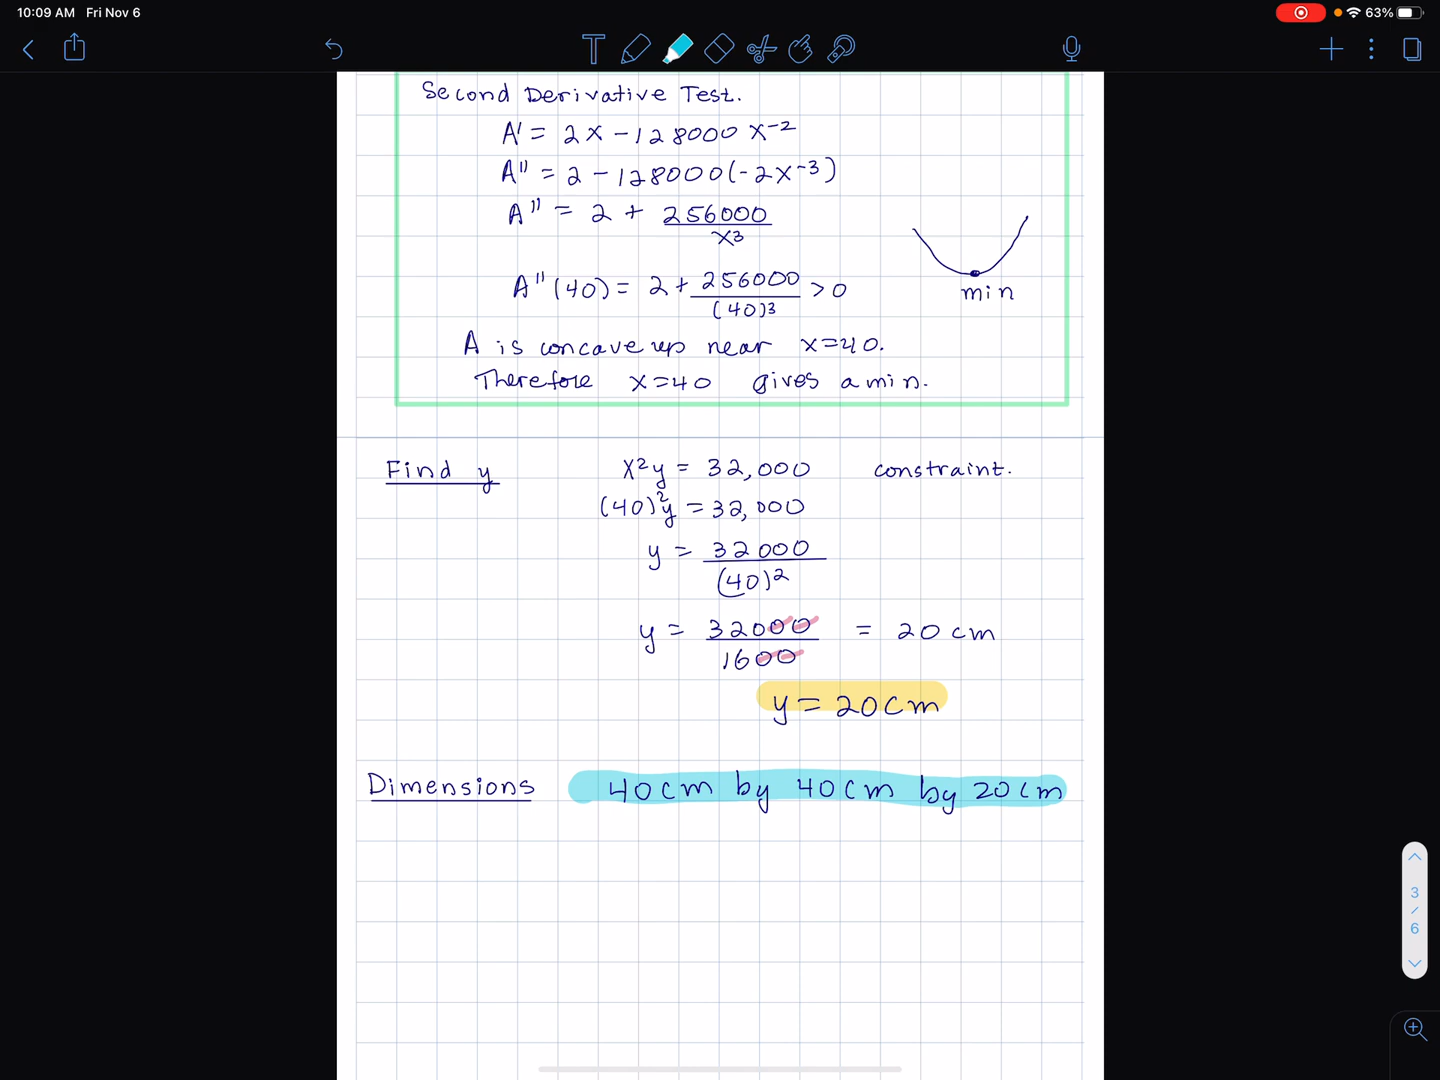 10:09 AM Fri Nov 6
63%
Second Derivative Test.
A' = 2x - 128000 x⁻²
A'' = 2 - 128000(-2x⁻³)
A'' = 2 + 256000/x³
A''(40) = 2 + 256000/(40)³ > 0
min
A is concave up near x=40.
Therefore x=40 gives a min.
Find y x²y = 32,000 constraint.
(40)²y = 32,000
y = 32000/(40)²
y = 32000/1600 = 20 cm
y = 20cm
Dimensions 40cm by 40cm by 20cm
3
/
6